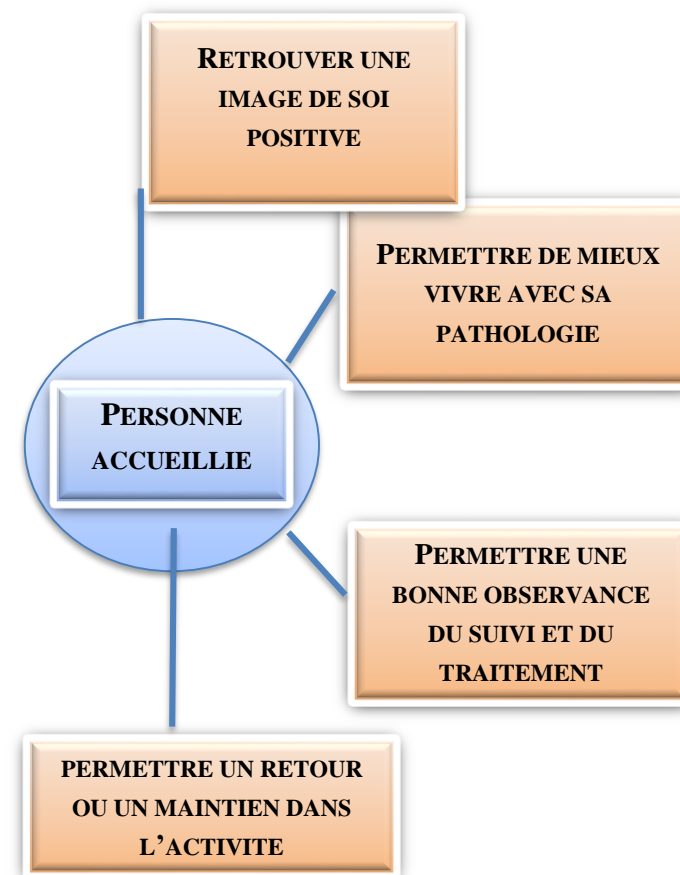 RETROUVER UNE
IMAGE DE SOI
POSITIVE
PERMETTRE DE MIEUX
VIVRE AVEC SA
PATHOLOGIE
PERSONNE
ACCUEILLIE
PERMETTRE UNE
BONNE OBSERVANCE
DU SUIVI ET DU
TRAITEMENT
PERMETTRE UN RETOUR
OU UN MAINTIEN DANS
L’ACTIVITE